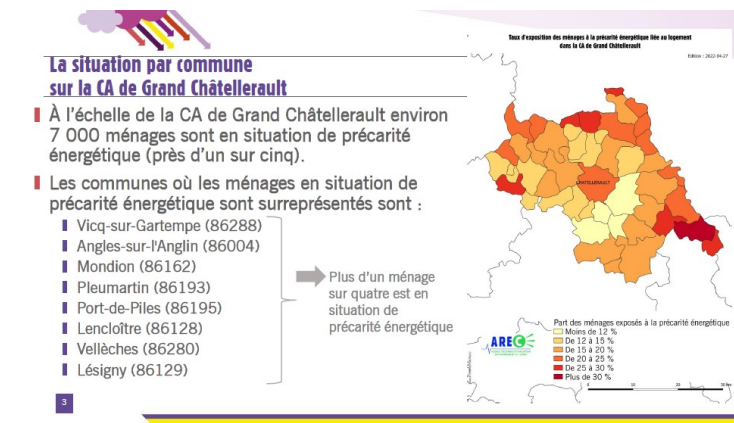 La situation par commune
sur la CA de Grand Châtellerault
À l'échelle de la CA de Grand Châtellerault environ
7 000 ménages sont en situation de précarité
énergétique (près d'un sur cinq).
Les communes où les ménages en situation de
précarité énergétique sont surreprésentés sont :
Vicq-sur-Gartempe (86288)
Angles-sur-l'Anglin (86004)
Mondion (86162)
Pleumartin (86193)
Port-de-Piles (86195)
Lencloître (86128)
Vellèches (86280)
Lésigny (86129)
Plus d'un ménage
sur quatre est en
situation de
précarité énergétique
3
Taux d'exposition des ménages à la précarité énergétique liée au logement
dans la CA de Grand Châtellerault
Edition : 2022-04-27
CHATELLERAULT
Part des ménages exposés à la précarité énergétique
Moins de 12 %
De 12 à 15 %
De 15 à 20 %
De 20 à 25 %
De 25 à 30 %
Plus de 30 %
AREC
10 20